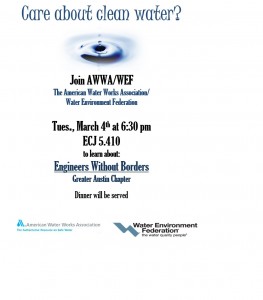 Care about clean water?
Join AWWA/WEF
The American Water Works Association/
Water Environment Federation
Tues., March 4th at 6:30 pm
ECJ 5.410
to learn about:
Engineers Without Borders
Greater Austin Chapter
Dinner will be served
American Water Works Association
Water Environment
Federation
the water quality people